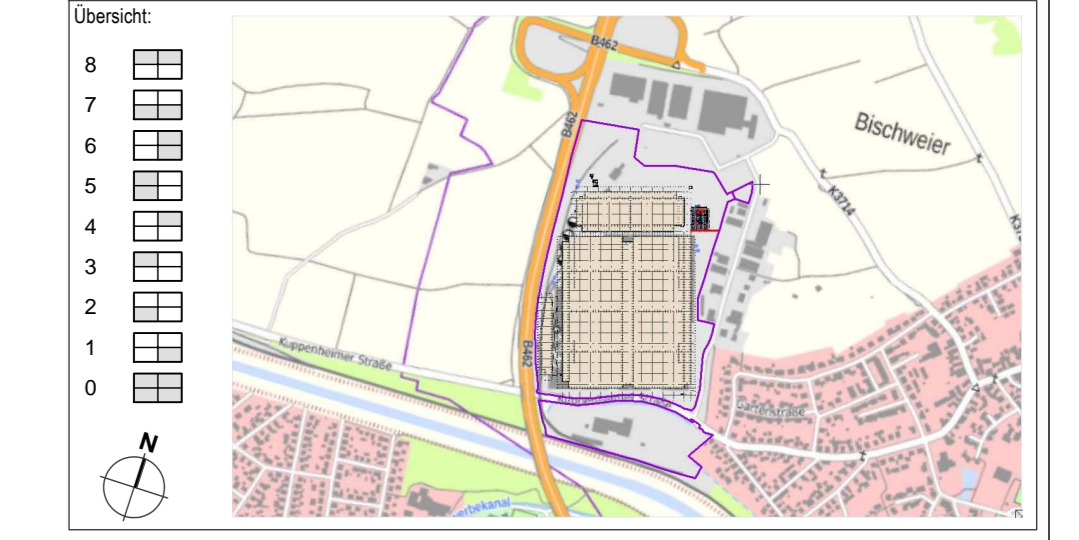 Übersicht:
8
7
6
5
4
3
2
1
0
N
B462
B462
Bischweier
K3714
Kuppenheimer Straße
B462
Gartenstraße
erbekanal